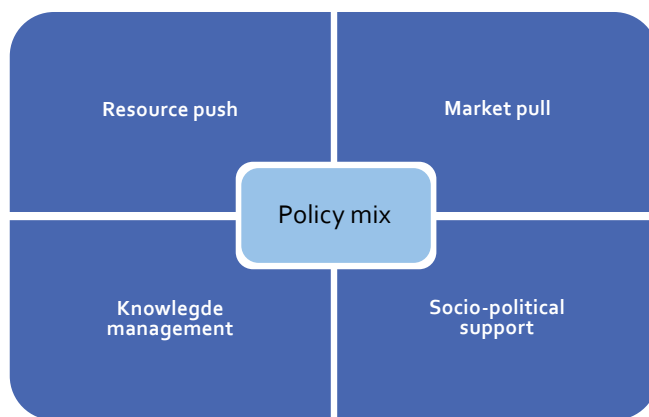 Resource push
Market pull
Policy mix
Knowlegde
management
Socio-political
support